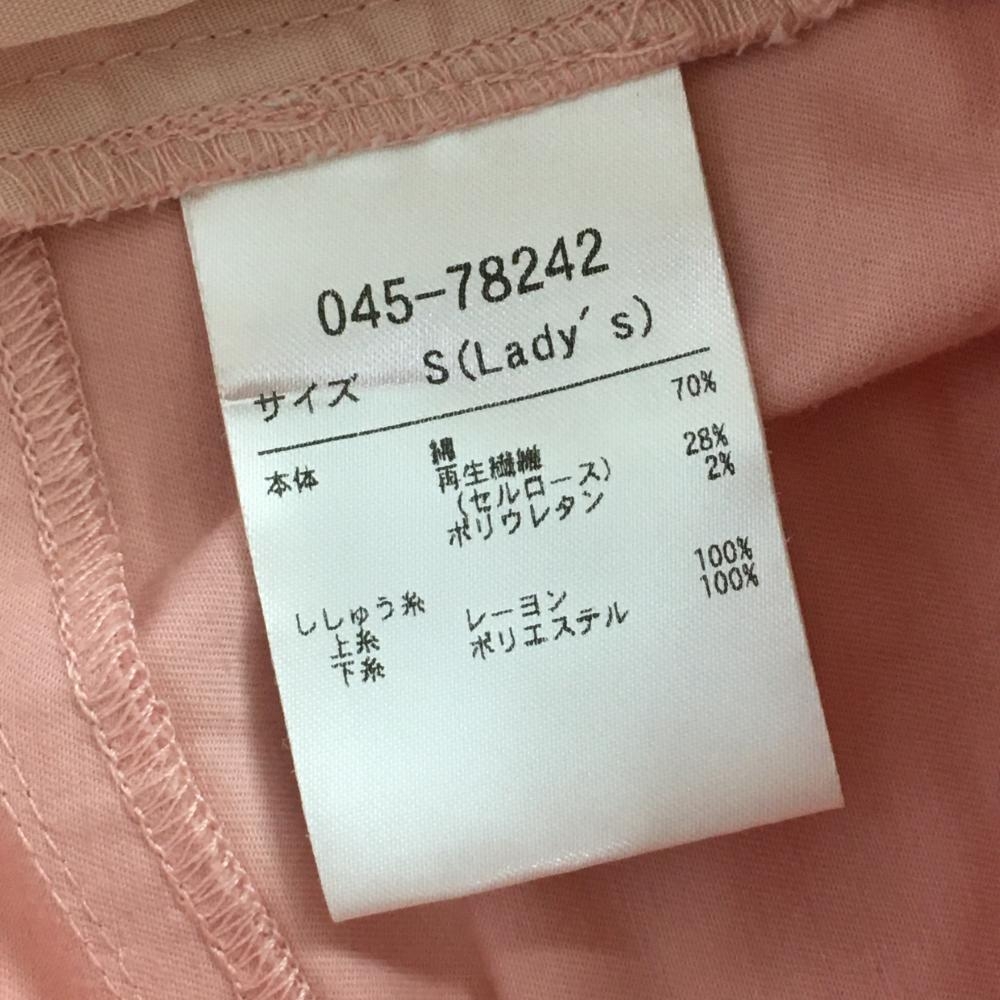 045-78242
サイズ S(Lady's)
本体 綿 70%
再生繊維 28%
(セルロース)
ポリウレタン 2%
ししゅう糸
上糸 レーヨン 100%
下糸 ポリエステル 100%